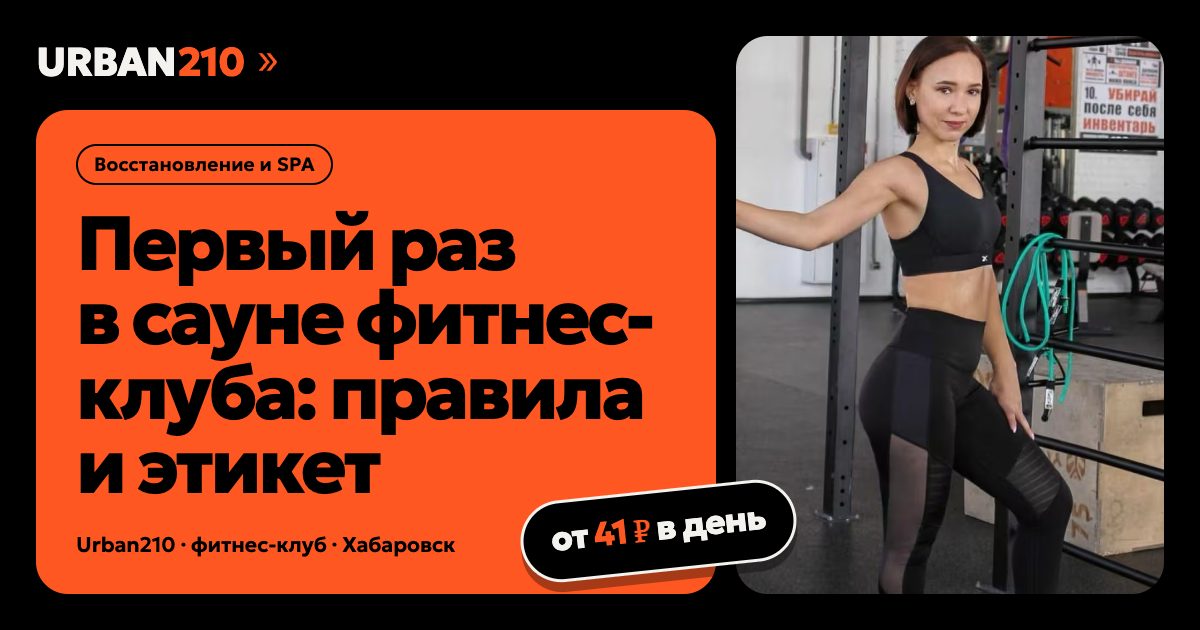 URBAN210 »
Восстановление и SPA
Первый раз
в сауне фитнес-
клуба: правила
и этикет
Urban210 · фитнес-клуб · Хабаровск
от 41 ₽ в день
10. УБИРАЙ
после себя
инвентарь